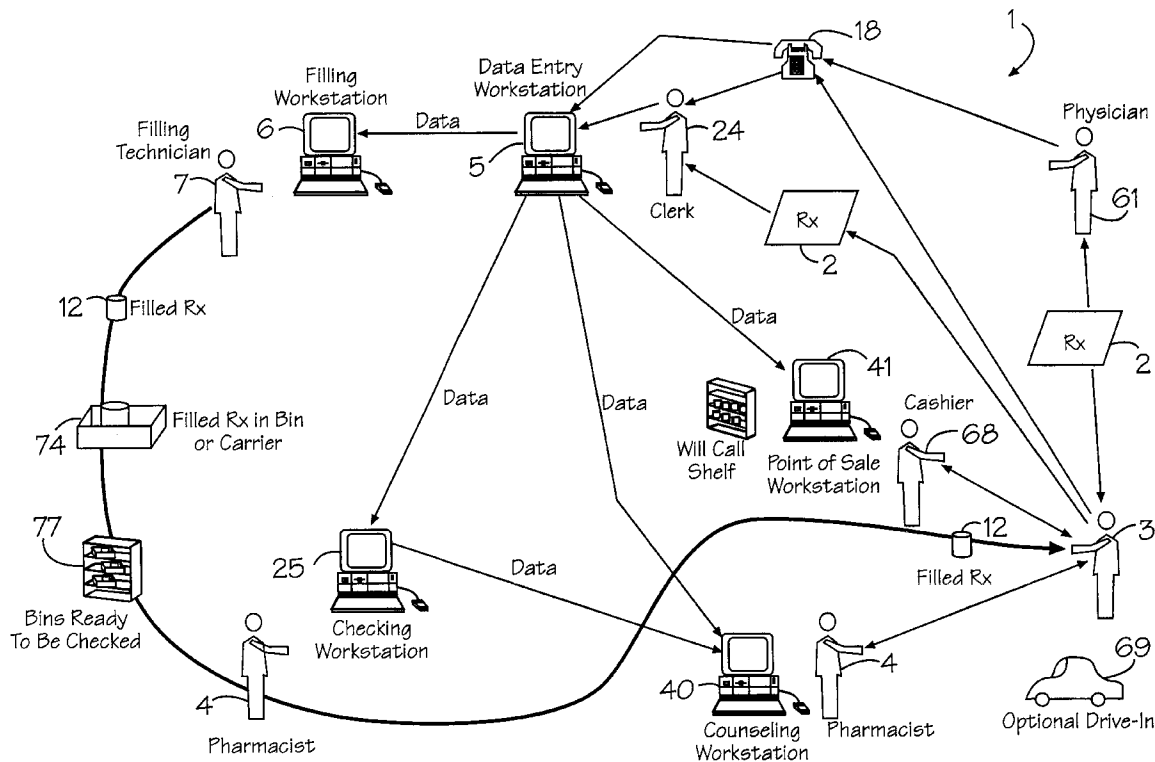 18
1
Filling
Workstation
6
Data Entry
Workstation
5
Data
Filling
Technician
7
24
Clerk
Physician
61
Rx
2
Rx
2
12
Filled Rx
Data
41
Data
Data
74
Filled Rx in Bin
or Carrier
Will Call
Shelf
Point of Sale
Workstation
Cashier
68
77
Bins Ready
To Be Checked
25
Checking
Workstation
Data
12
Filled Rx
3
4
Pharmacist
40
Counseling
Workstation
4
Pharmacist
69
Optional Drive-In